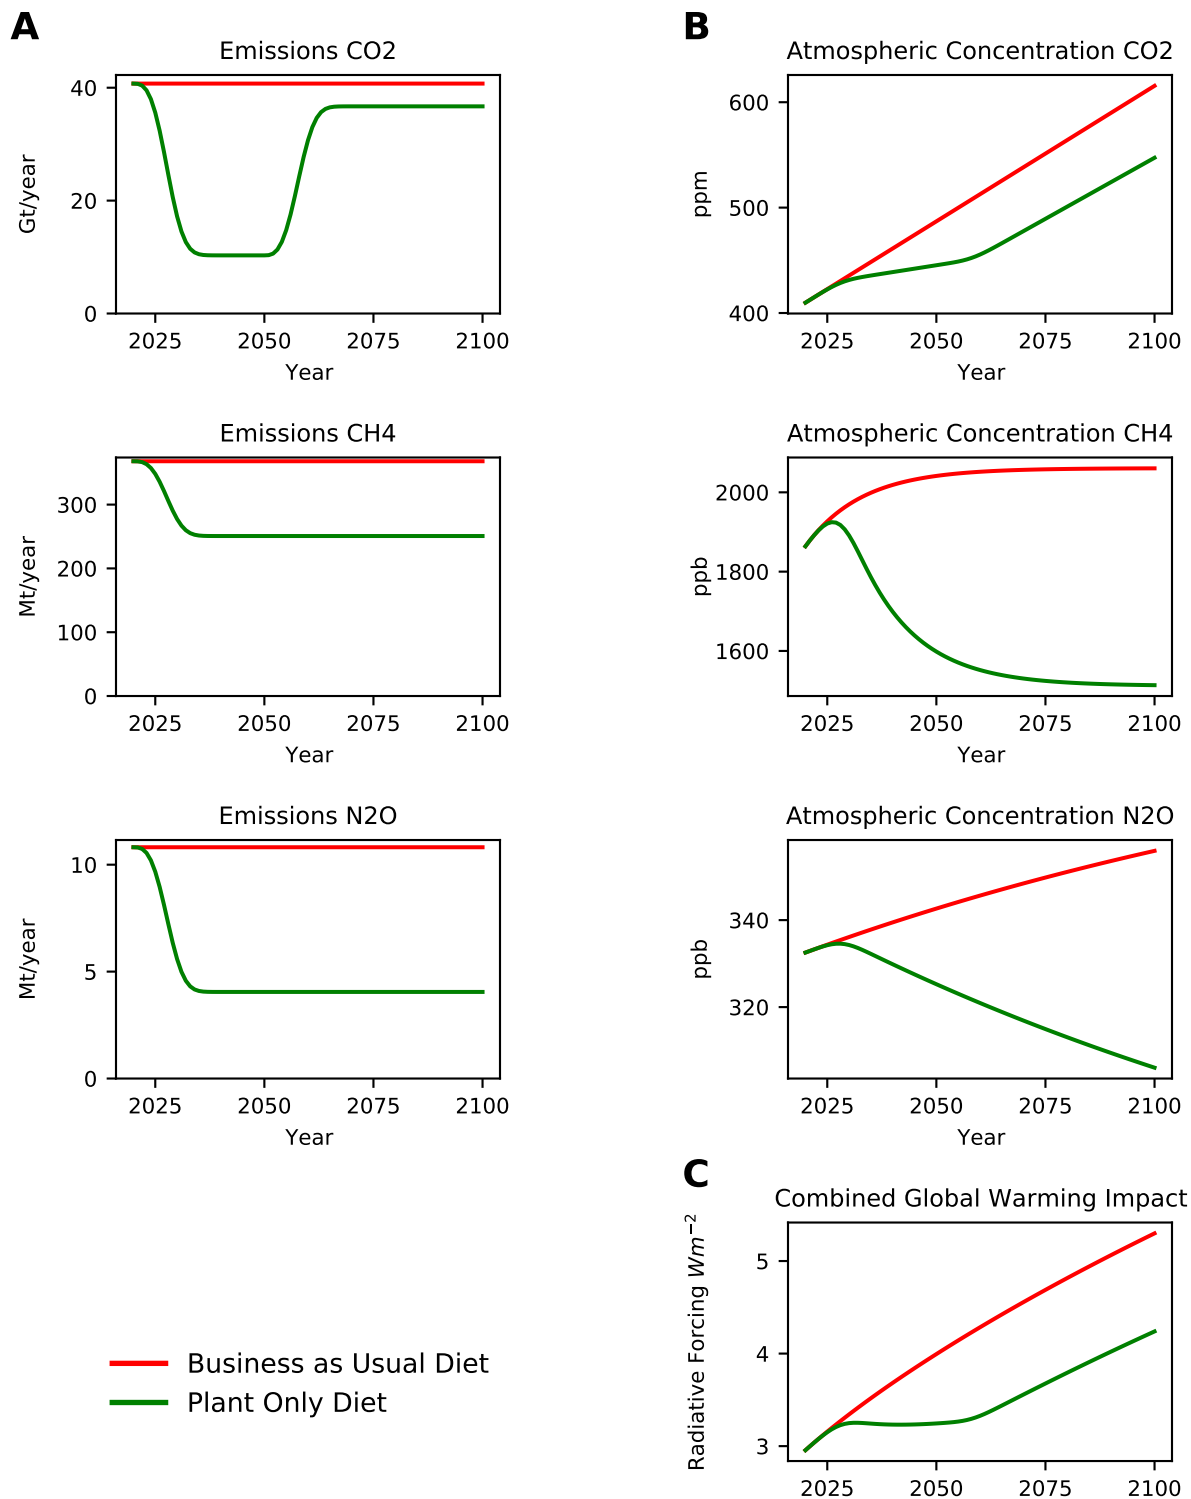 A
Emissions CO2
40
20
0
Gt/year
2025 2050 2075 2100
Year
Emissions CH4
300
200
100
0
Mt/year
2025 2050 2075 2100
Year
Emissions N2O
10
5
0
Mt/year
2025 2050 2075 2100
Year
Business as Usual Diet
Plant Only Diet
B
Atmospheric Concentration CO2
600
500
400
ppm
2025 2050 2075 2100
Year
Atmospheric Concentration CH4
2000
1800
1600
ppb
2025 2050 2075 2100
Year
Atmospheric Concentration N2O
340
320
ppb
2025 2050 2075 2100
Year
C
Combined Global Warming Impact
5
4
3
Radiative Forcing Wm⁻²
2025 2050 2075 2100